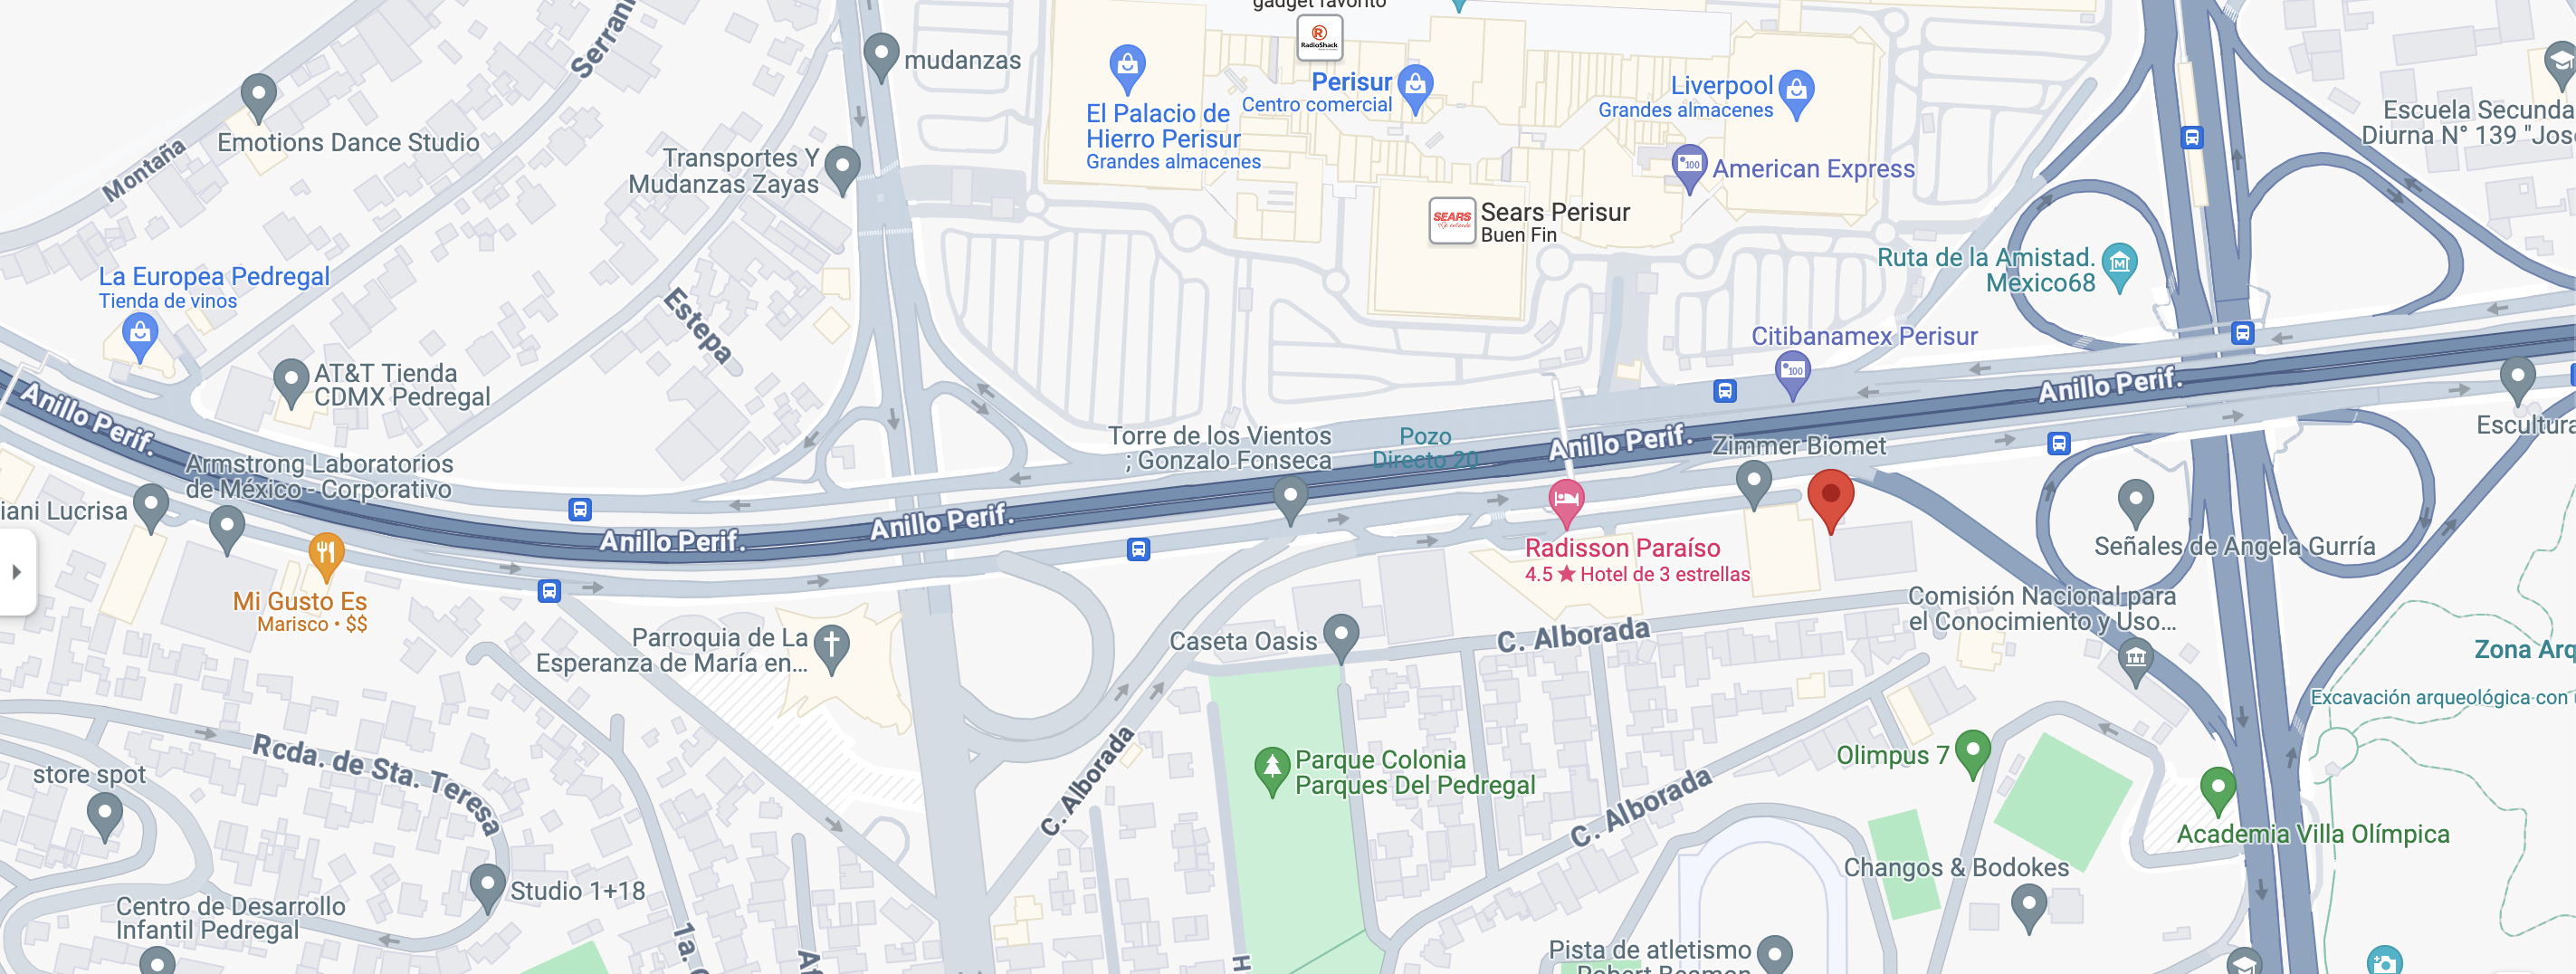 gadget favorito
RadioShack
Serrani
mudanzas
Perisur
Centro comercial
Liverpool
Grandes almacenes
El Palacio de
Hierro Perisur
Grandes almacenes
Emotions Dance Studio
Montaña
Transportes Y
Mudanzas Zayas
American Express
Escuela Secunda
Diurna N° 139 "Jos
SEARS
Sears Perisur
Buen Fin
Ruta de la Amistad.
Mexico68
La Europea Pedregal
Tienda de vinos
Estepa
Citibanamex Perisur
AT&T Tienda
CDMX Pedregal
Anillo Perif.
Anillo Perif.
Anillo Perif.
Escultura
Torre de los Vientos
; Gonzalo Fonseca
Pozo
Directo 20
Zimmer Biomet
Armstrong Laboratorios
de México - Corporativo
iani Lucrisa
Anillo Perif.
Anillo Perif.
Radisson Paraíso
4.5 ★ Hotel de 3 estrellas
Señales de Angela Gurría
Mi Gusto Es
Marisco • $$
Comisión Nacional para
el Conocimiento y Uso...
Parroquia de La
Esperanza de María en...
Caseta Oasis
C. Alborada
Zona Arq
Excavación arqueológica con
Rcda. de Sta. Teresa
store spot
C. Alborada
Parque Colonia
Parques Del Pedregal
C. Alborada
Olimpus 7
Academia Villa Olímpica
Changos & Bodokes
Studio 1+18
Centro de Desarrollo
Infantil Pedregal
1a.
Pista de atletismo
Robert Beamon
H